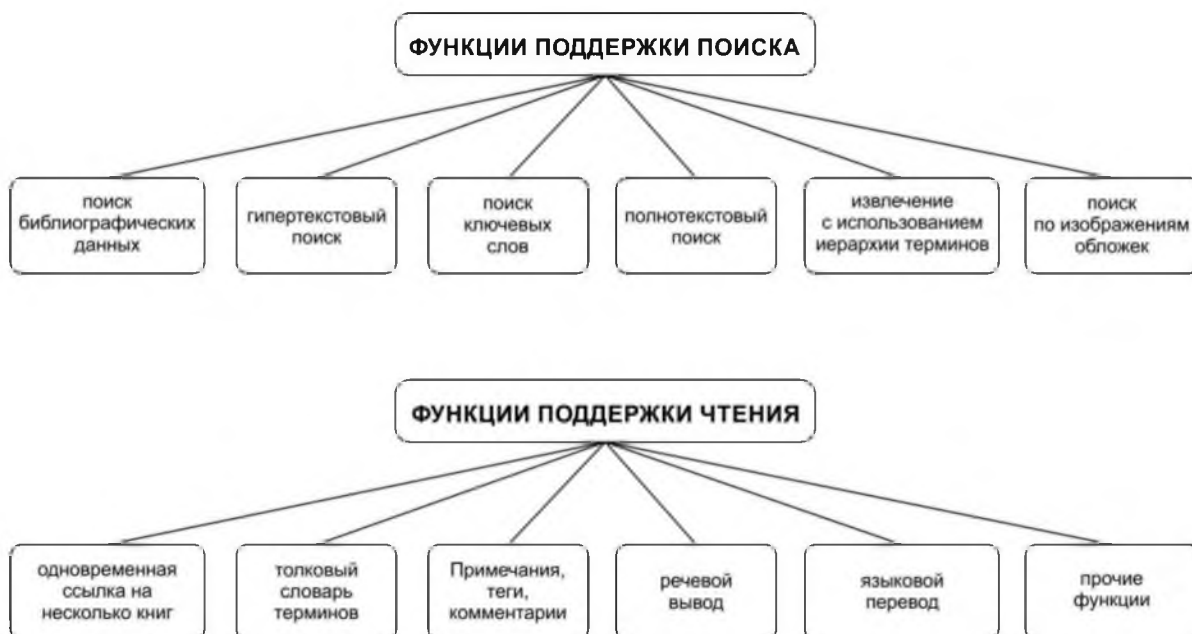 ФУНКЦИИ ПОДДЕРЖКИ ПОИСКА
поиск
библиографических
данных
гипертекстовый
поиск
поиск
ключевых
слов
полнотекстовый
поиск
извлечение
с использованием
иерархии терминов
поиск
по изображениям
обложек
ФУНКЦИИ ПОДДЕРЖКИ ЧТЕНИЯ
одновременная
ссылка на
несколько книг
толковый
словарь
терминов
Примечания,
теги,
комментарии
речевой
вывод
языковой
перевод
прочие
функции